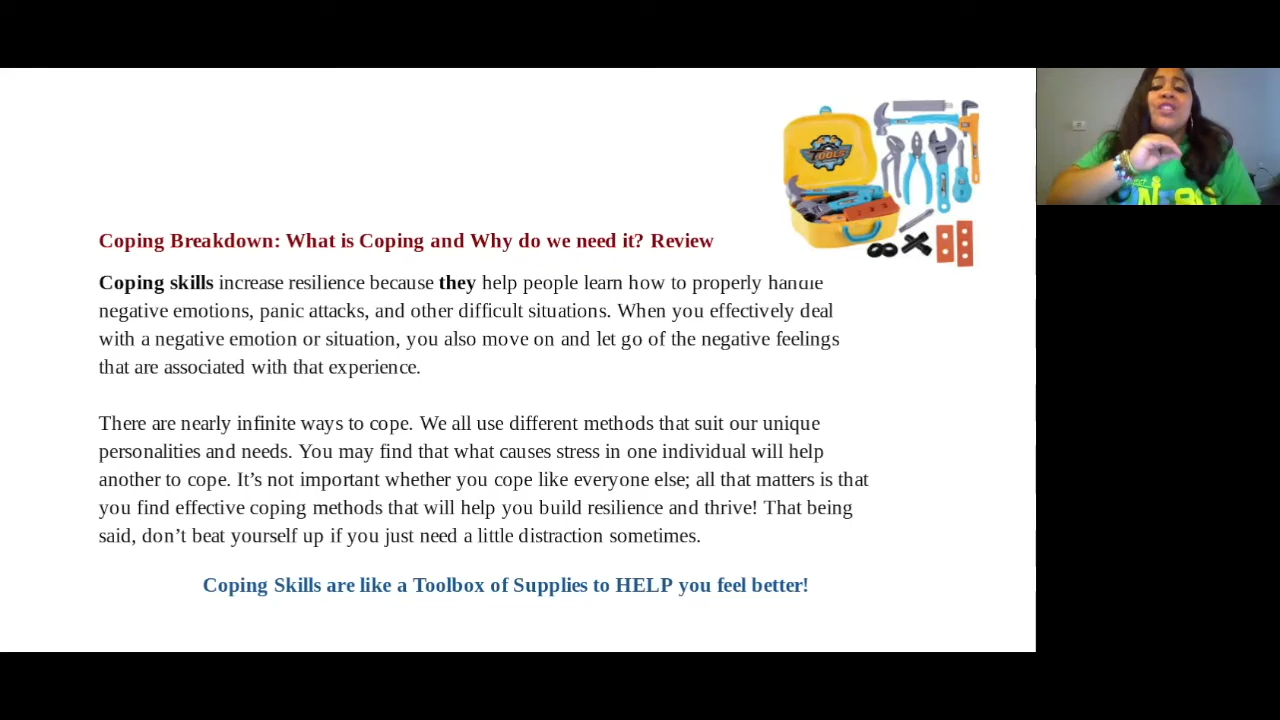 TOOLS
Coping Breakdown: What is Coping and Why do we need it? Review
Coping skills increase resilience because they help people learn how to properly handle
negative emotions, panic attacks, and other difficult situations. When you effectively deal
with a negative emotion or situation, you also move on and let go of the negative feelings
that are associated with that experience.
There are nearly infinite ways to cope. We all use different methods that suit our unique
personalities and needs. You may find that what causes stress in one individual will help
another to cope. It’s not important whether you cope like everyone else; all that matters is that
you find effective coping methods that will help you build resilience and thrive! That being
said, don’t beat yourself up if you just need a little distraction sometimes.
Coping Skills are like a Toolbox of Supplies to HELP you feel better!